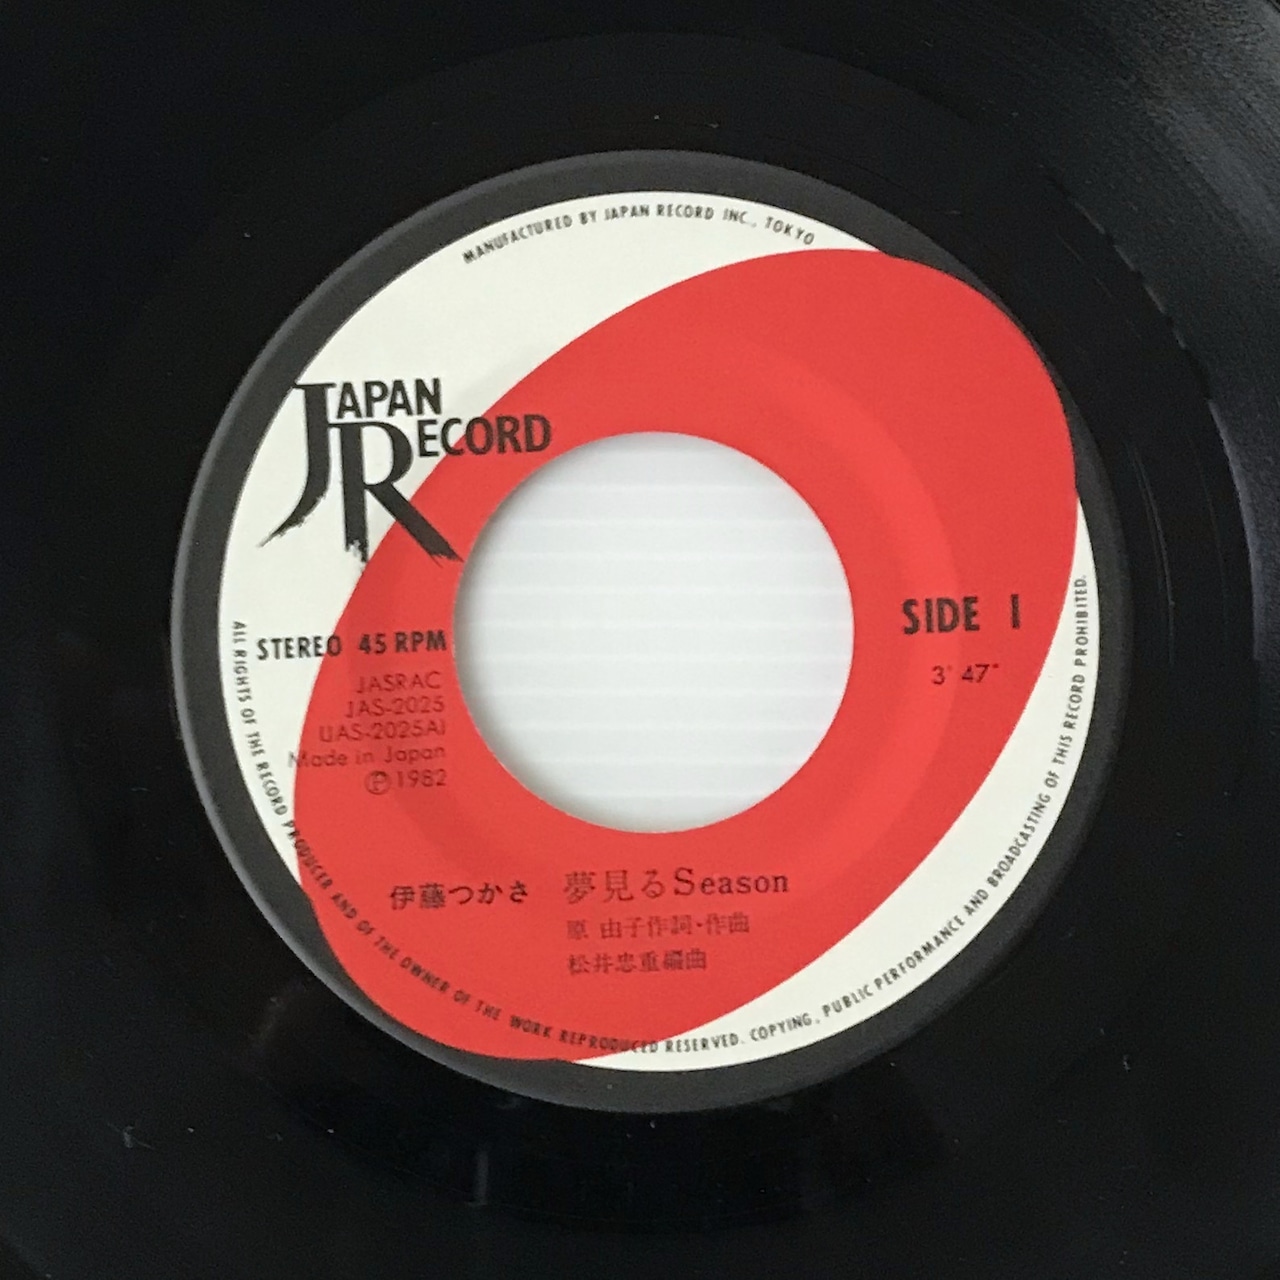 MANUFACTURED BY JAPAN RECORD INC., TOKYO
JAPAN
RECORD
STEREO 45 RPM
JASRAC
JAS-2025
(JAS-2025A)
Made in Japan
Ⓟ1982
SIDE 1
3' 47"
伊藤つかさ 夢見るSeason
原 由子作詞・作曲
松井忠重編曲
ALL RIGHTS OF THE RECORD PRODUCER AND OF THE OWNER OF THE WORK REPRODUCED RESERVED. COPYING, PUBLIC PERFORMANCE AND BROADCASTING OF THIS RECORD PROHIBITED.